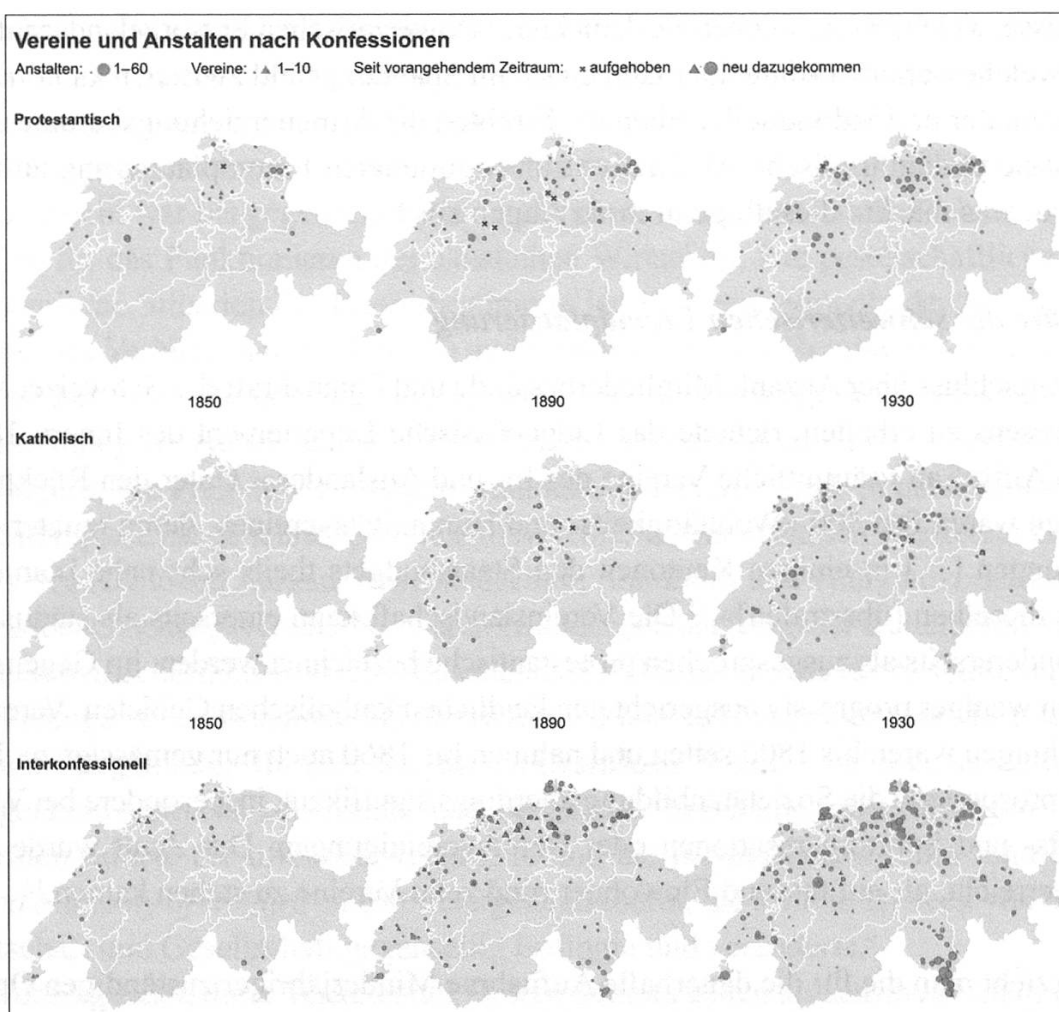 Vereine und Anstalten nach Konfessionen
Anstalten: 1–60 Vereine: 1–10 Seit vorangehendem Zeitraum: aufgehoben neu dazugekommen
Protestantisch
1850 1890 1930
Katholisch
1850 1890 1930
Interkonfessionell